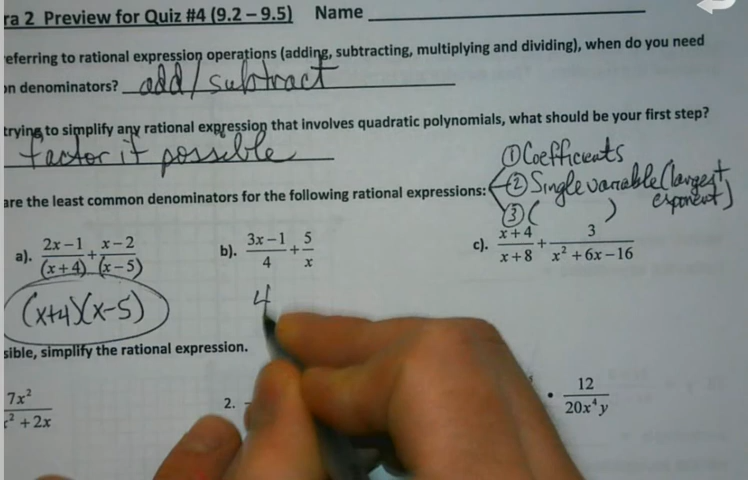 ra 2 Preview for Quiz #4 (9.2 – 9.5) Name
eferring to rational expression operations (adding, subtracting, multiplying and dividing), when do you need
on denominators? add/subtract
trying to simplify any rational expression that involves quadratic polynomials, what should be your first step?
factor if possible
① Coefficients
are the least common denominators for the following rational expressions: ② Single variable (largest exponent)
③ ( )
a). (2x−1)/(x+4) + (x−2)/(x−5) b). (3x−1)/4 + 5/x c). (x+4)/(x+8) + 3/(x²+6x−16)
(x+4)(x−5) 4
sible, simplify the rational expression.
7x² 2. • 12/(20x⁴y)
+ 2x